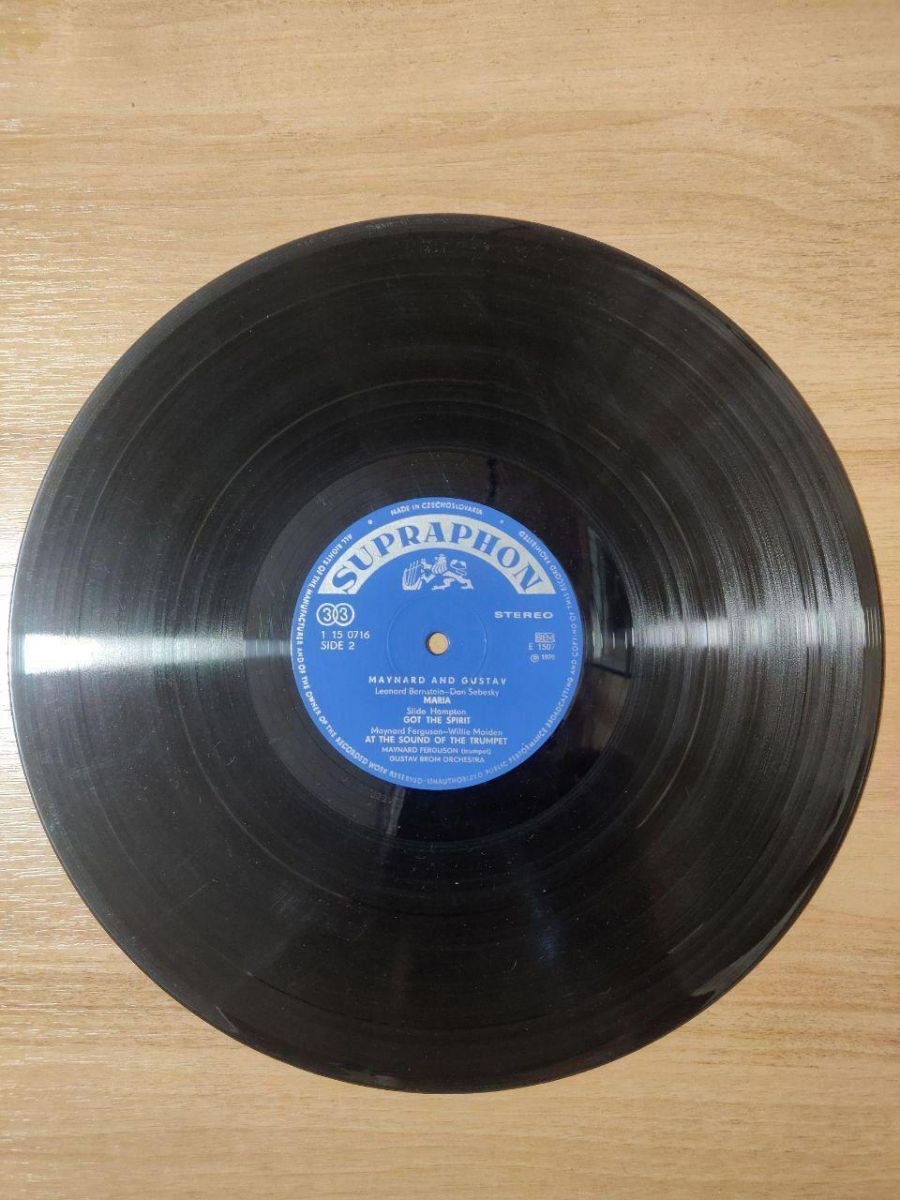 MADE IN CZECHOSLOVAKIA
ALL RIGHTS OF THE MANUFACTURER AND OF THE OWNER OF THE RECORDED WORK RESERVED-UNAUTHORIZED PUBLIC PERFORMANCE BROADCASTING AND COPYING OF THIS RECORD PROHIBITED
SUPRAPHON
33
STEREO
1 15 0716
SIDE 2
BIEM
E 1507
MAYNARD AND GUSTAV
Leonard Bernstein-Don Sebesky
MARIA
Slide Hampton
GOT THE SPIRIT
Maynard Ferguson-Willie Maiden
AT THE SOUND OF THE TRUMPET
MAYNARD FERGUSON (trumpet)
GUSTAV BROM ORCHESTRA